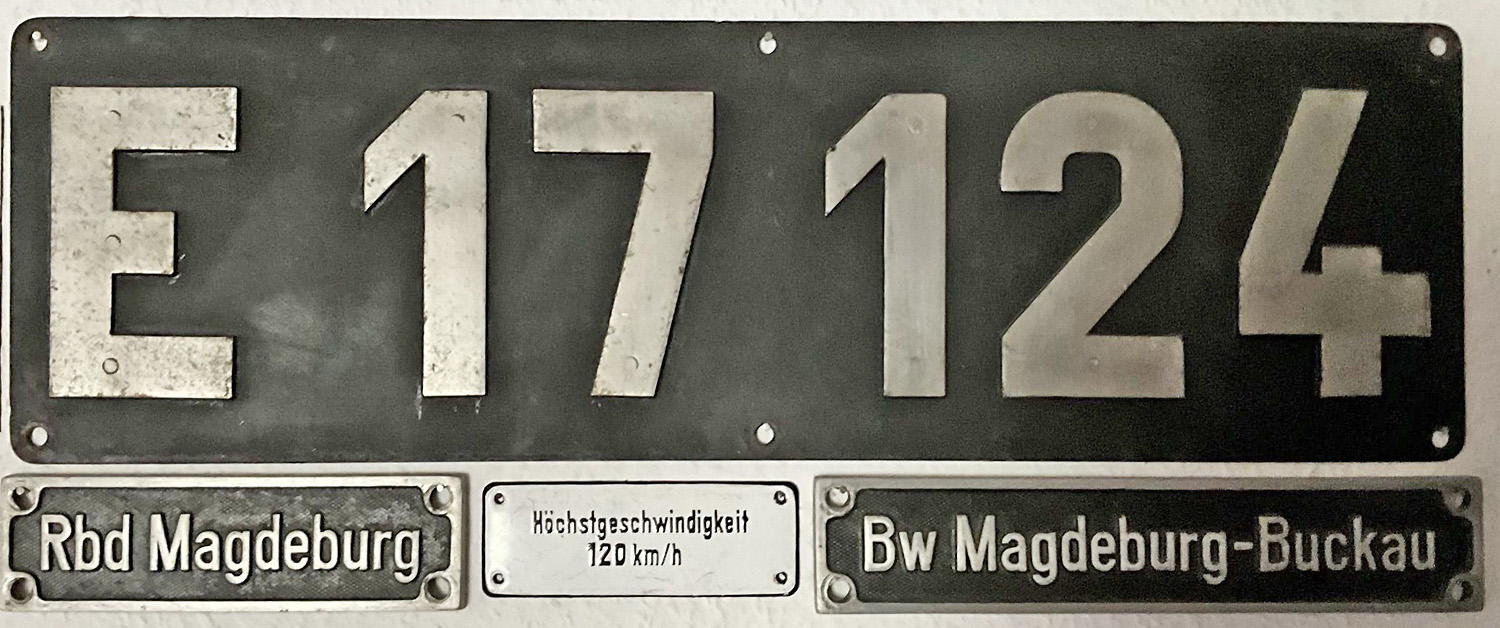 E 17 124
Rbd Magdeburg
Höchstgeschwindigkeit
120 km/h
Bw Magdeburg-Buckau